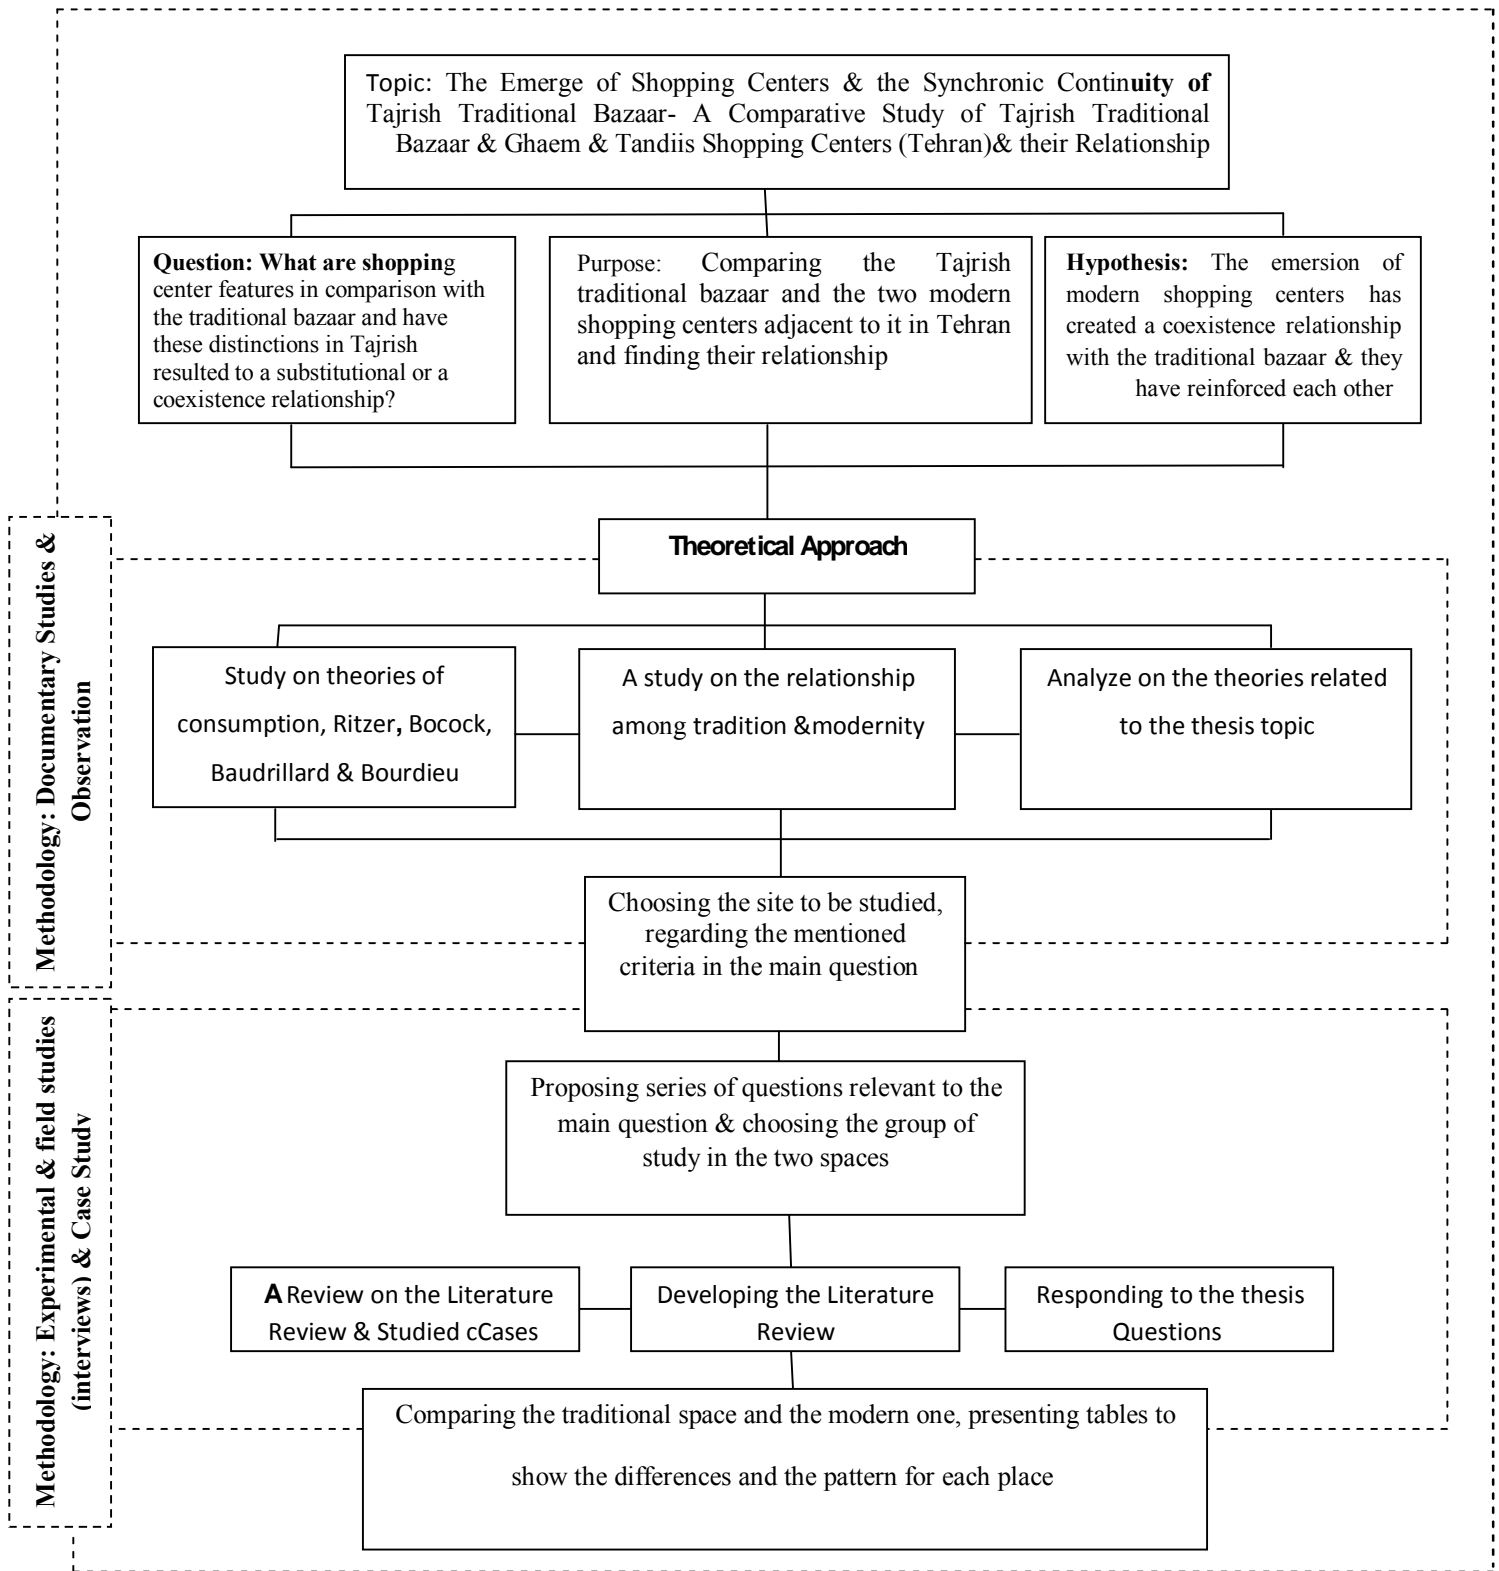 Topic: The Emerge of Shopping Centers & the Synchronic Continuity of
Tajrish Traditional Bazaar- A Comparative Study of Tajrish Traditional
Bazaar & Ghaem & Tandiis Shopping Centers (Tehran)& their Relationship
Question: What are shopping
center features in comparison with
the traditional bazaar and have
these distinctions in Tajrish
resulted to a substitutional or a
coexistence relationship?
Purpose: Comparing the Tajrish
traditional bazaar and the two modern
shopping centers adjacent to it in Tehran
and finding their relationship
Hypothesis: The emersion of
modern shopping centers has
created a coexistence relationship
with the traditional bazaar & they
have reinforced each other
Methodology: Documentary Studies &
Observation
Theoretical Approach
Study on theories of
consumption, Ritzer, Bocock,
Baudrillard & Bourdieu
A study on the relationship
among tradition &modernity
Analyze on the theories related
to the thesis topic
Choosing the site to be studied,
regarding the mentioned
criteria in the main question
Methodology: Experimental & field studies
(interviews) & Case Study
Proposing series of questions relevant to the
main question & choosing the group of
study in the two spaces
A Review on the Literature
Review & Studied cCases
Developing the Literature
Review
Responding to the thesis
Questions
Comparing the traditional space and the modern one, presenting tables to
show the differences and the pattern for each place